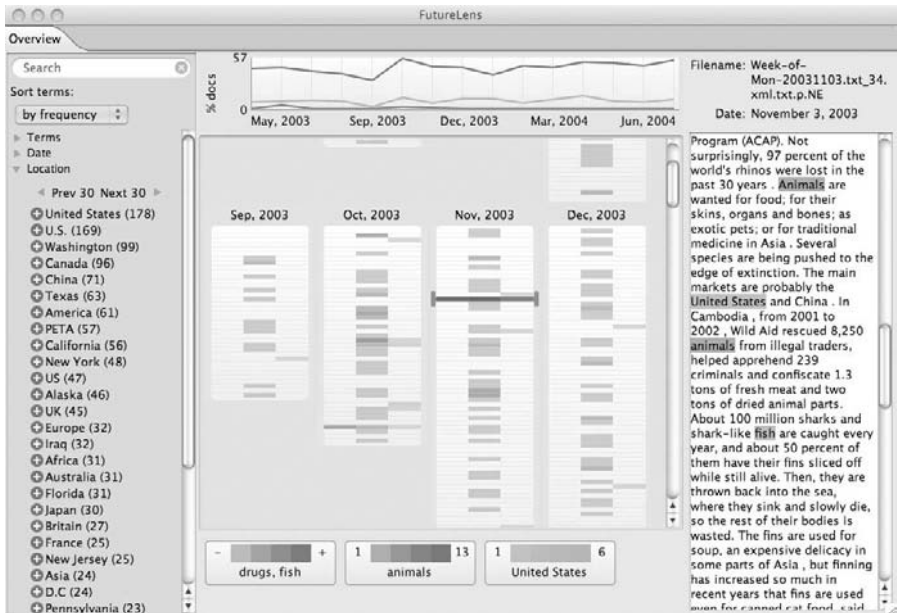 FutureLens
Overview
Search
Sort terms:
by frequency
Terms
Date
Location
Prev 30 Next 30
United States (178)
U.S. (169)
Washington (99)
Canada (96)
China (71)
Texas (63)
America (61)
PETA (57)
California (56)
New York (48)
US (47)
Alaska (46)
UK (45)
Europe (32)
Iraq (32)
Africa (31)
Australia (31)
Florida (31)
Japan (30)
Britain (27)
France (25)
New Jersey (25)
Asia (24)
D.C (24)
Pennsylvania (23)
57
% docs
0
May, 2003 Sep, 2003 Dec, 2003 Mar, 2004 Jun, 2004
Sep, 2003 Oct, 2003 Nov, 2003 Dec, 2003
- +
drugs, fish
1 13
animals
1 6
United States
Filename: Week-of-
Mon-20031103.txt_34.
xml.txt.p.NE
Date: November 3, 2003
Program (ACAP). Not
surprisingly, 97 percent of the
world's rhinos were lost in the
past 30 years . Animals are
wanted for food; for their
skins, organs and bones; as
exotic pets; or for traditional
medicine in Asia . Several
species are being pushed to the
edge of extinction. The main
markets are probably the
United States and China . In
Cambodia , from 2001 to
2002 , Wild Aid rescued 8,250
animals from illegal traders,
helped apprehend 239
criminals and confiscate 1.3
tons of fresh meat and two
tons of dried animal parts.
About 100 million sharks and
shark-like fish are caught every
year, and about 50 percent of
them have their fins sliced off
while still alive. Then, they are
thrown back into the sea,
where they sink and slowly die,
so the rest of their bodies is
wasted. The fins are used for
soup, an expensive delicacy in
some parts of Asia , but finning
has increased so much in
recent years that fins are used
even for canned cat food, said